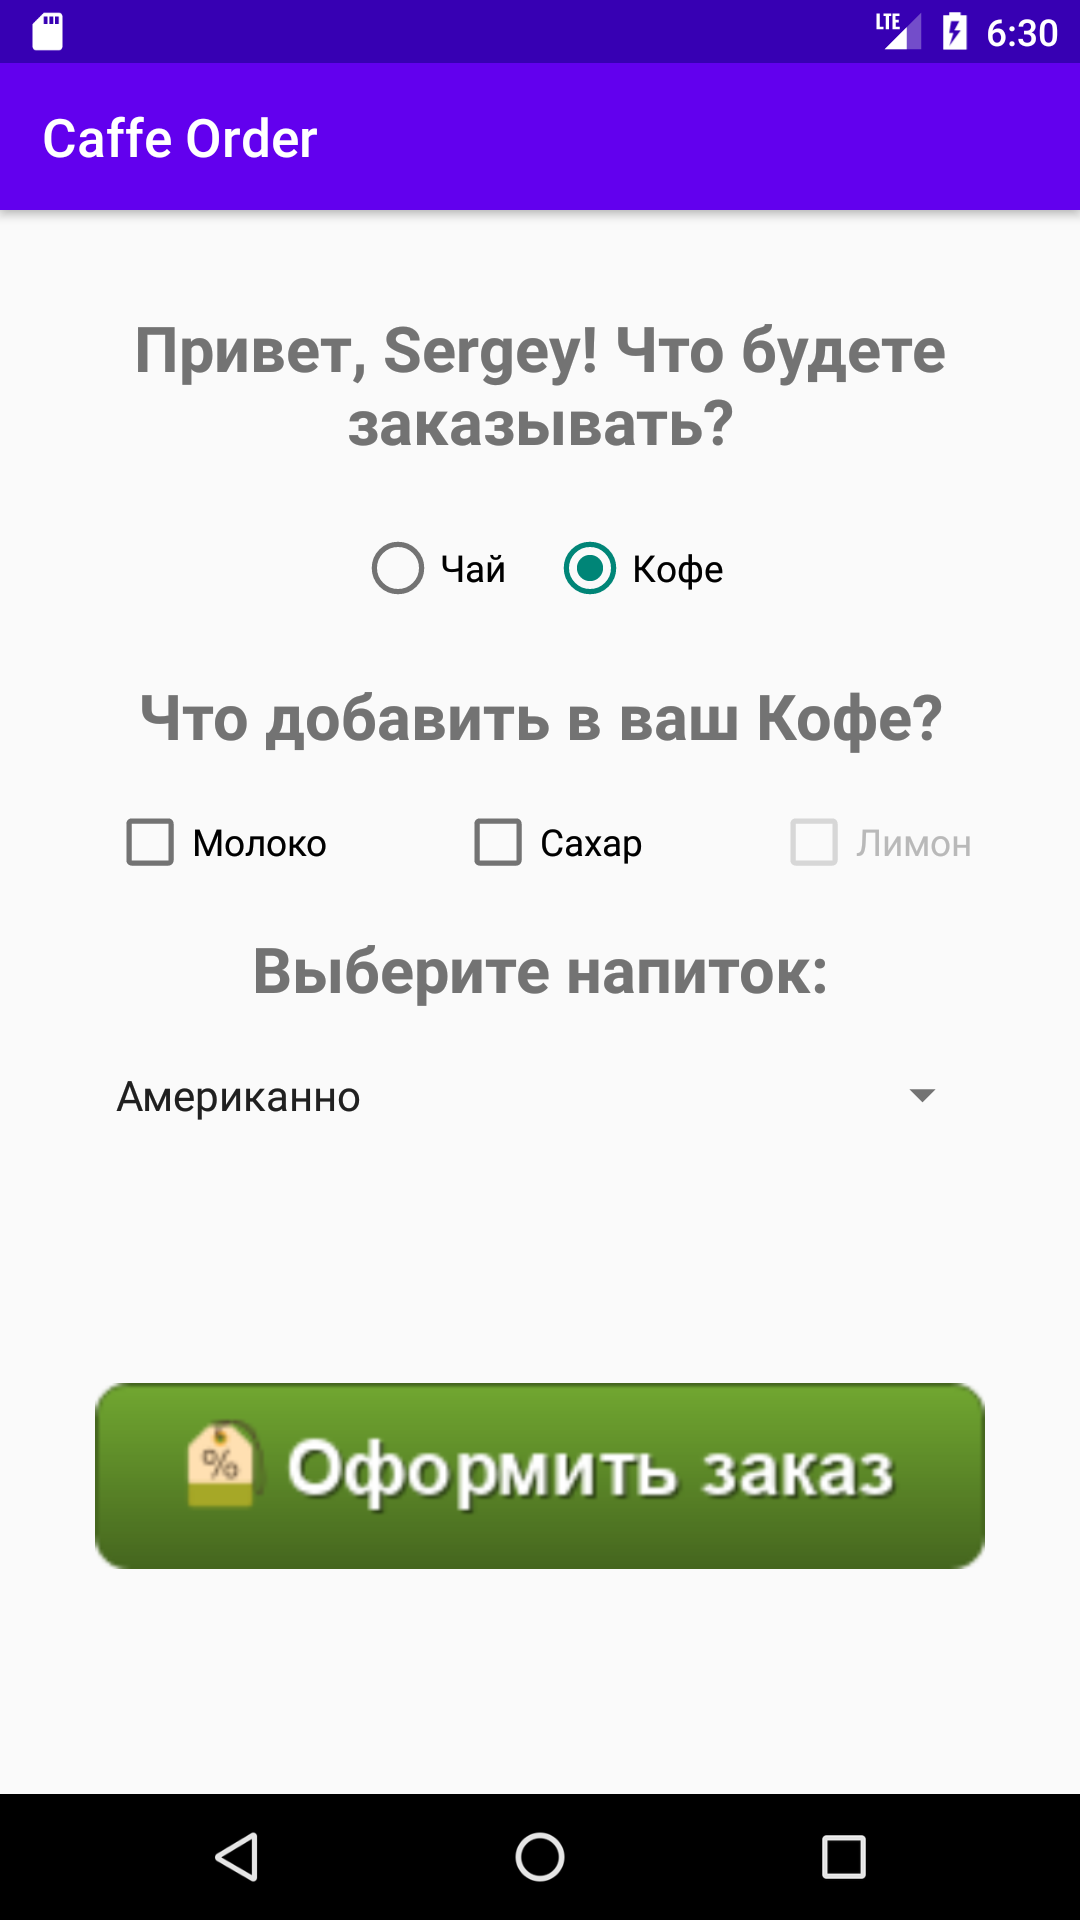 LTE 6:30
Caffe Order
Привет, Sergey! Что будете
заказывать?
Чай Кофе
Что добавить в ваш Кофе?
Молоко Сахар Лимон
Выберите напиток:
Американно
% Оформить заказ